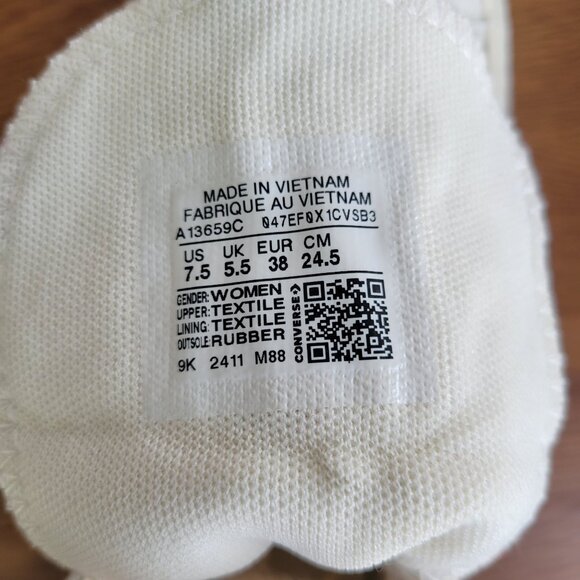 MADE IN VIETNAM
FABRIQUE AU VIETNAM
A13659C 047EF0X1CVSB3
US UK EUR CM
7.5 5.5 38 24.5
GENDER: WOMEN
UPPER: TEXTILE
LINING: TEXTILE
OUTSOLE: RUBBER
CONVERSE
9K 2411 M88